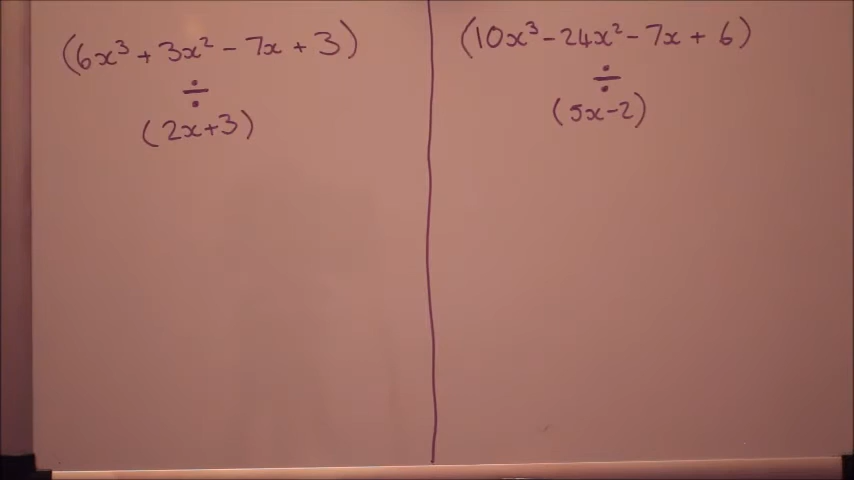 (6x³ + 3x² - 7x + 3)
÷
(2x+3)
(10x³ - 24x² - 7x + 6)
÷
(5x-2)